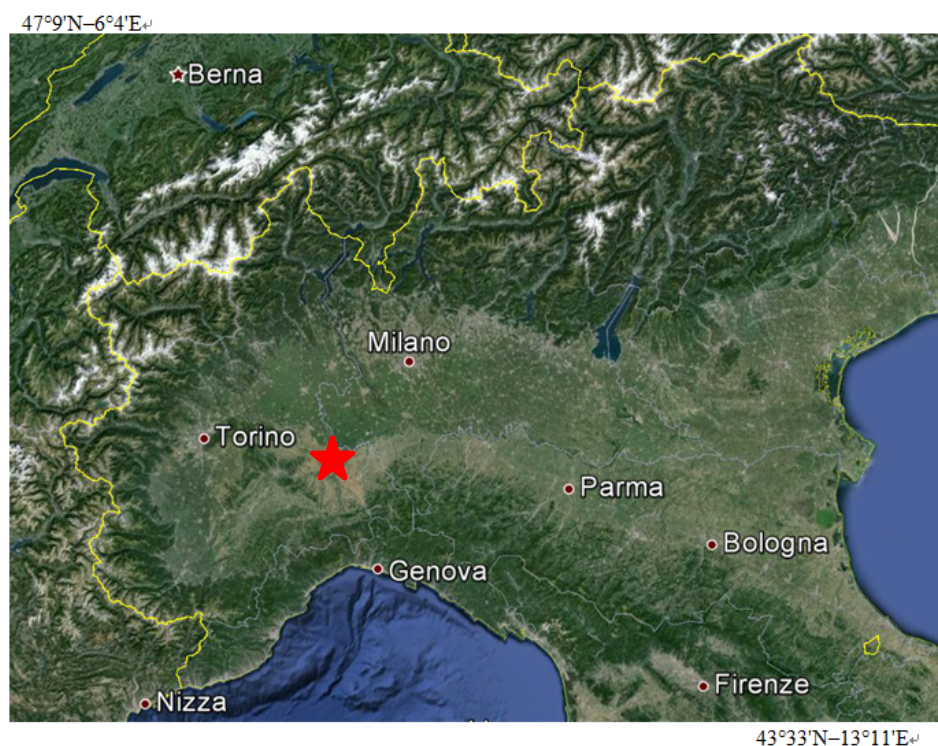 47°9'N–6°4'E
Berna
Milano
Torino
Parma
Bologna
Genova
Firenze
Nizza
43°33'N–13°11'E